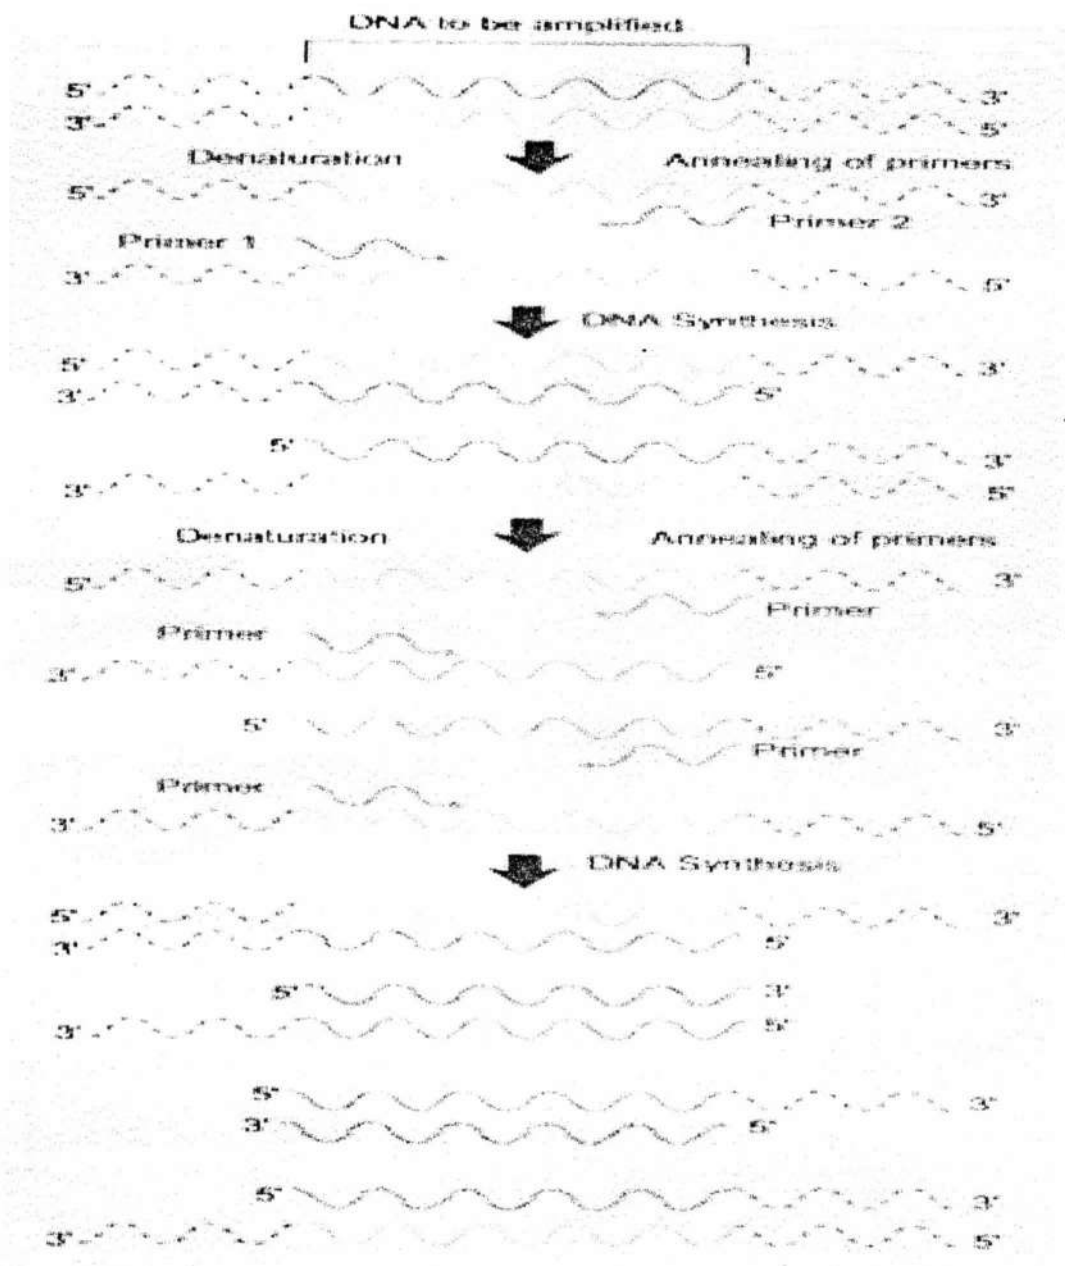 DNA to be amplified
5' 3'
3' 5'
Denaturation Annealing of primers
5' 3'
Primer 2
Primer 1
3' 5'
DNA Synthesis
5' 3'
3' 5'
5' 3'
3' 5'
Denaturation Annealing of primers
5' 3'
Primer
Primer
3' 5'
5' 3'
Primer
Primer
3' 5'
DNA Synthesis
5' 3'
3' 5'
5' 3'
3' 5'
5' 3'
3' 5'
5' 3'
3' 5'